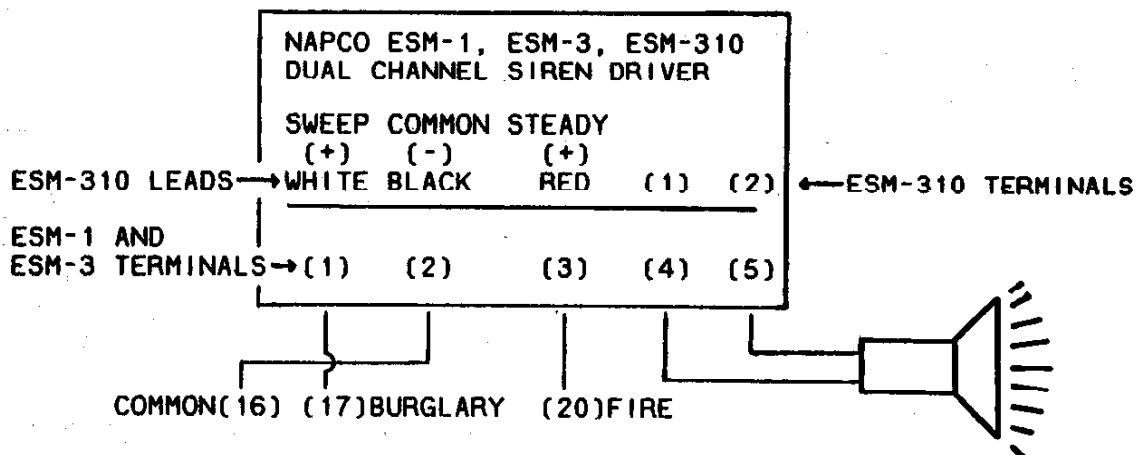 NAPCO ESM-1, ESM-3, ESM-310
DUAL CHANNEL SIREN DRIVER
SWEEP COMMON STEADY
(+) (-) (+)
ESM-310 LEADS WHITE BLACK RED (1) (2) ESM-310 TERMINALS
ESM-1 AND
ESM-3 TERMINALS (1) (2) (3) (4) (5)
COMMON(16) (17)BURGLARY (20)FIRE